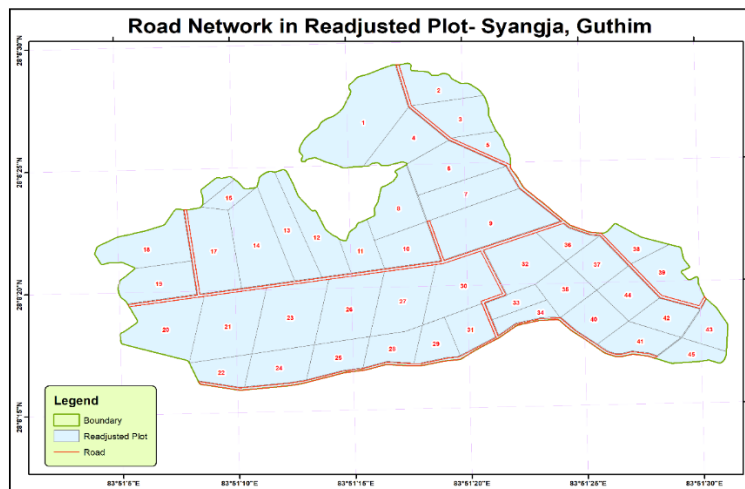 Road Network in Readjusted Plot- Syangja, Guthim
28°6'30"N
28°6'25"N
28°6'20"N
28°6'15"N
2
1
3
4
5
6
7
15
8
9
13
12
14
17
18
11
10
36
38
37
32
39
19
30
35
44
26
27
33
42
23
34
40
43
20
21
31
29
41
28
45
25
22
24
Legend
Boundary
Readjusted Plot
Road
83°51'5"E
83°51'10"E
83°51'15"E
83°51'20"E
83°51'25"E
83°51'30"E